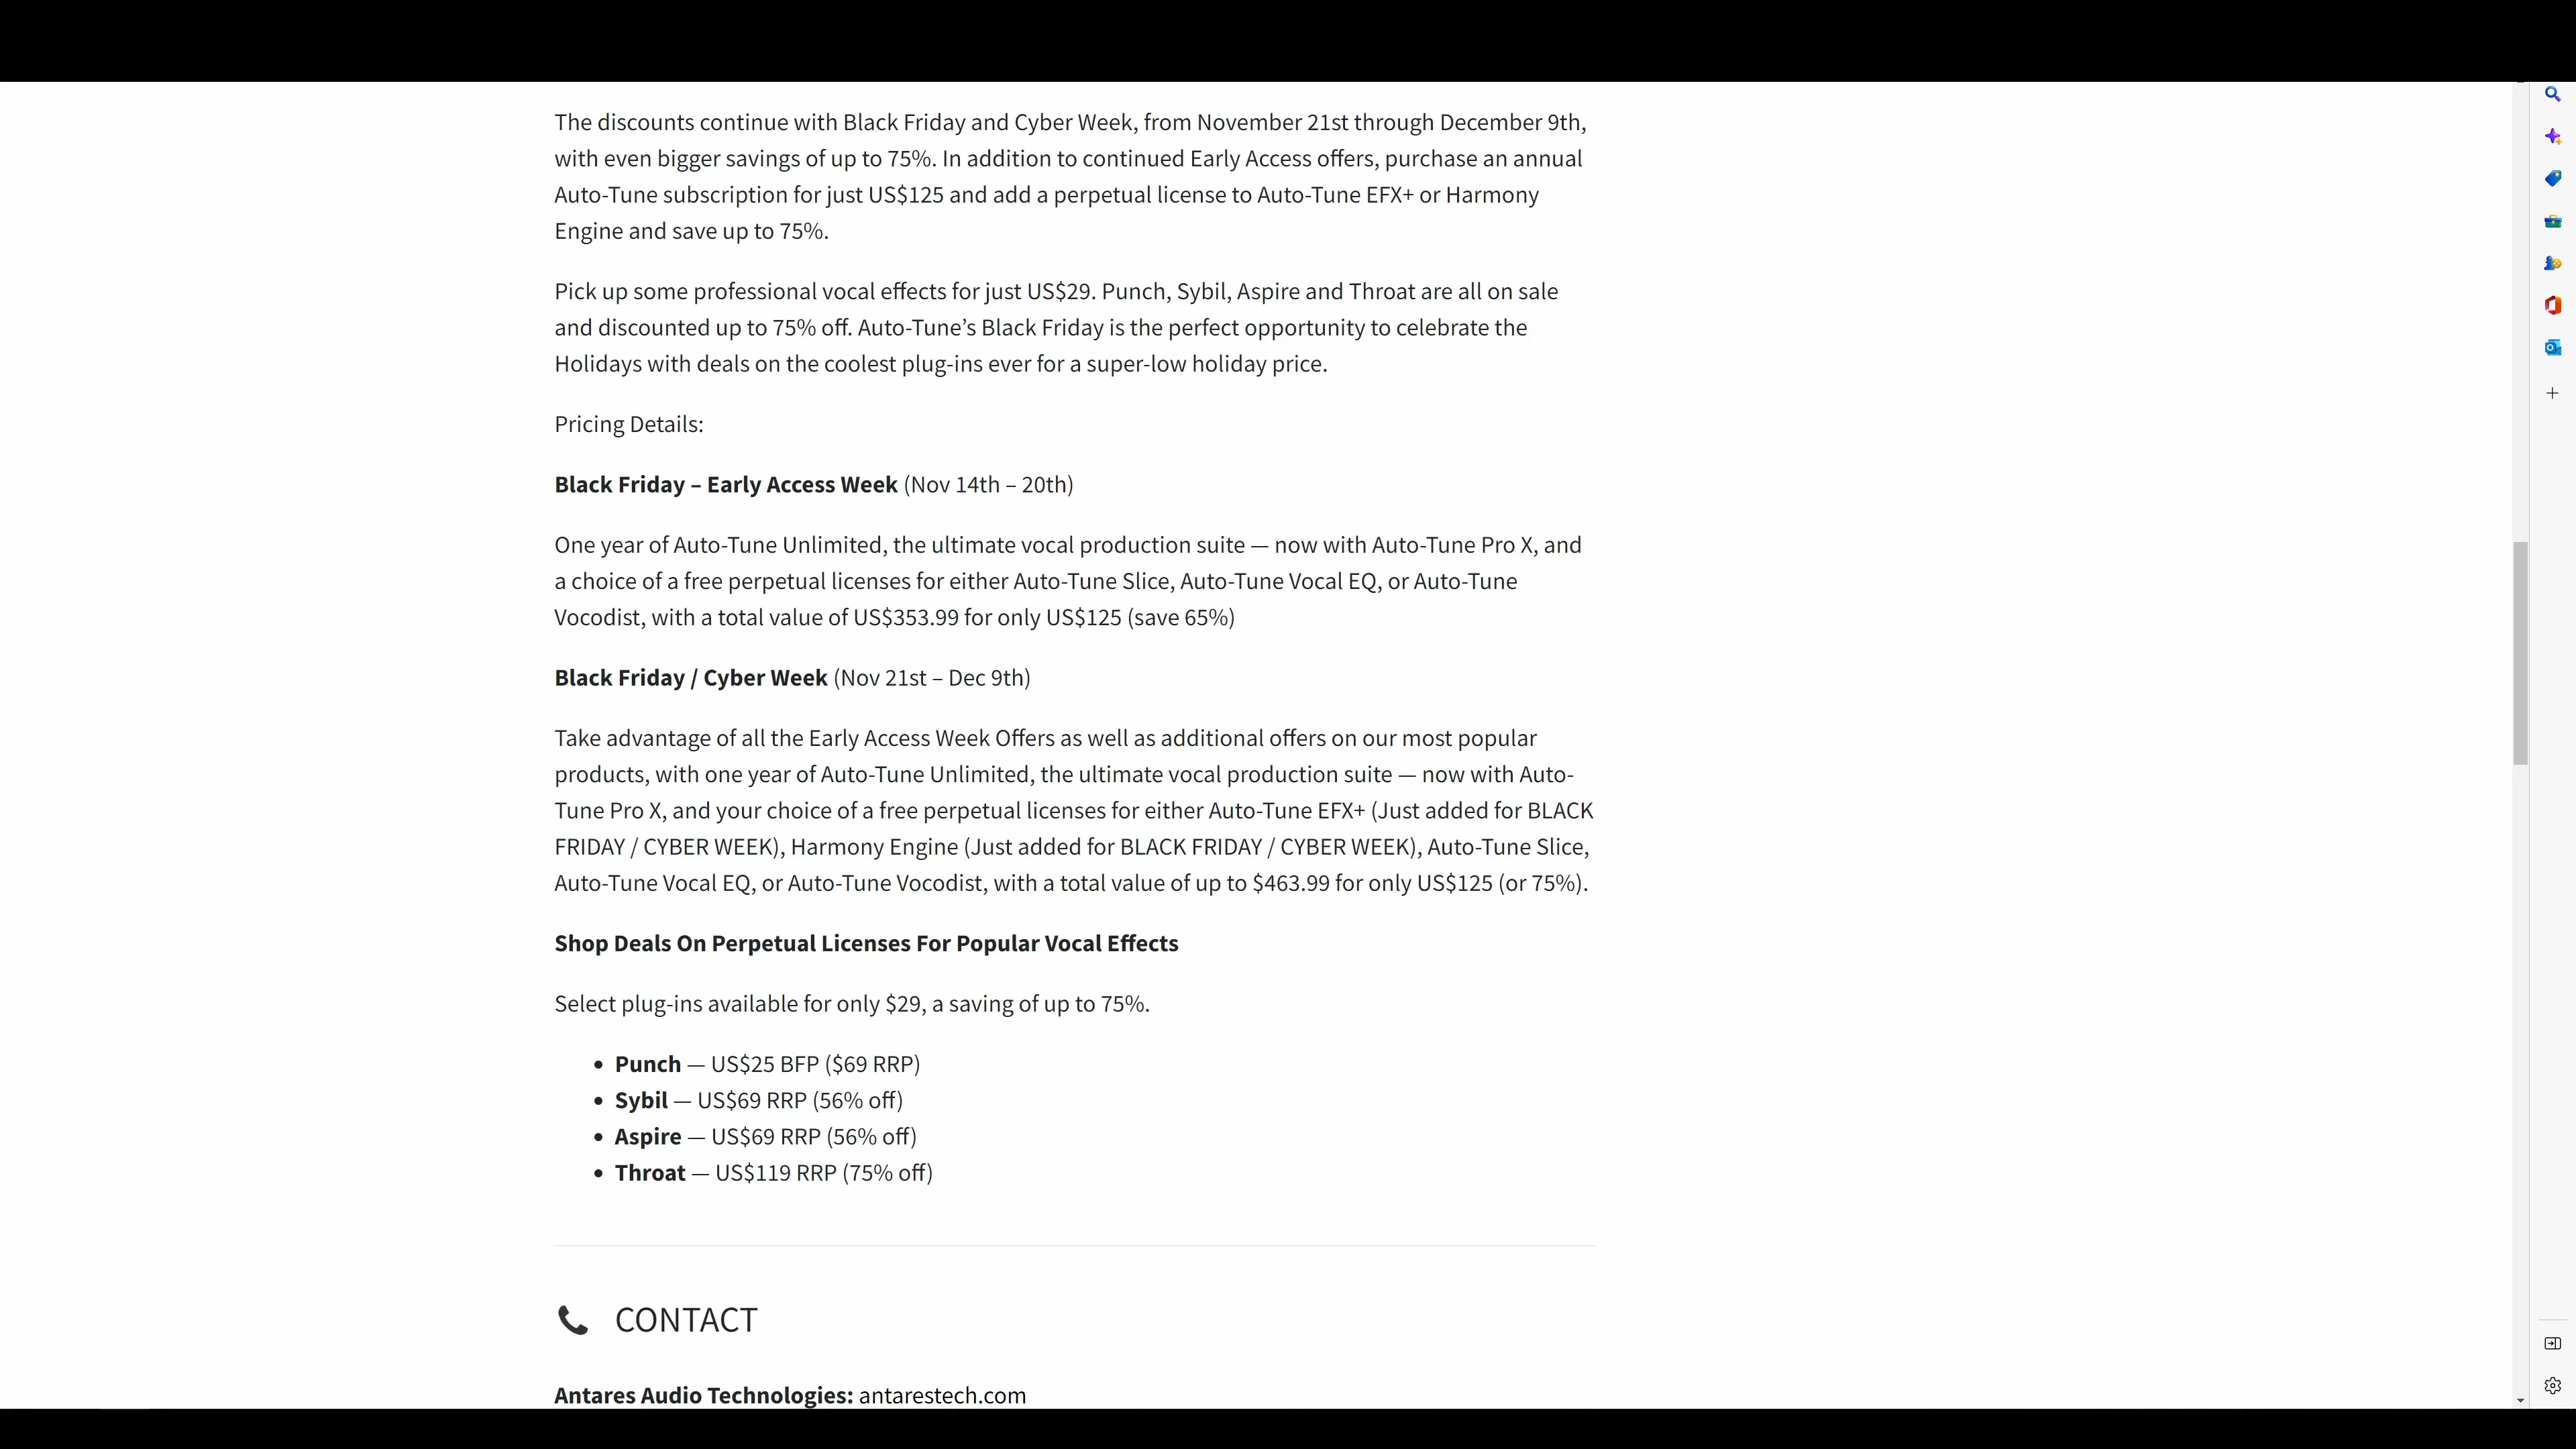 The discounts continue with Black Friday and Cyber Week, from November 21st through December 9th,
with even bigger savings of up to 75%. In addition to continued Early Access offers, purchase an annual
Auto-Tune subscription for just US$125 and add a perpetual license to Auto-Tune EFX+ or Harmony
Engine and save up to 75%.
Pick up some professional vocal effects for just US$29. Punch, Sybil, Aspire and Throat are all on sale
and discounted up to 75% off. Auto-Tune’s Black Friday is the perfect opportunity to celebrate the
Holidays with deals on the coolest plug-ins ever for a super-low holiday price.
Pricing Details:
Black Friday – Early Access Week (Nov 14th – 20th)
One year of Auto-Tune Unlimited, the ultimate vocal production suite — now with Auto-Tune Pro X, and
a choice of a free perpetual licenses for either Auto-Tune Slice, Auto-Tune Vocal EQ, or Auto-Tune
Vocodist, with a total value of US$353.99 for only US$125 (save 65%)
Black Friday / Cyber Week (Nov 21st – Dec 9th)
Take advantage of all the Early Access Week Offers as well as additional offers on our most popular
products, with one year of Auto-Tune Unlimited, the ultimate vocal production suite — now with Auto-
Tune Pro X, and your choice of a free perpetual licenses for either Auto-Tune EFX+ (Just added for BLACK
FRIDAY / CYBER WEEK), Harmony Engine (Just added for BLACK FRIDAY / CYBER WEEK), Auto-Tune Slice,
Auto-Tune Vocal EQ, or Auto-Tune Vocodist, with a total value of up to $463.99 for only US$125 (or 75%).
Shop Deals On Perpetual Licenses For Popular Vocal Effects
Select plug-ins available for only $29, a saving of up to 75%.
• Punch — US$25 BFP ($69 RRP)
• Sybil — US$69 RRP (56% off)
• Aspire — US$69 RRP (56% off)
• Throat — US$119 RRP (75% off)
CONTACT
Antares Audio Technologies: antarestech.com